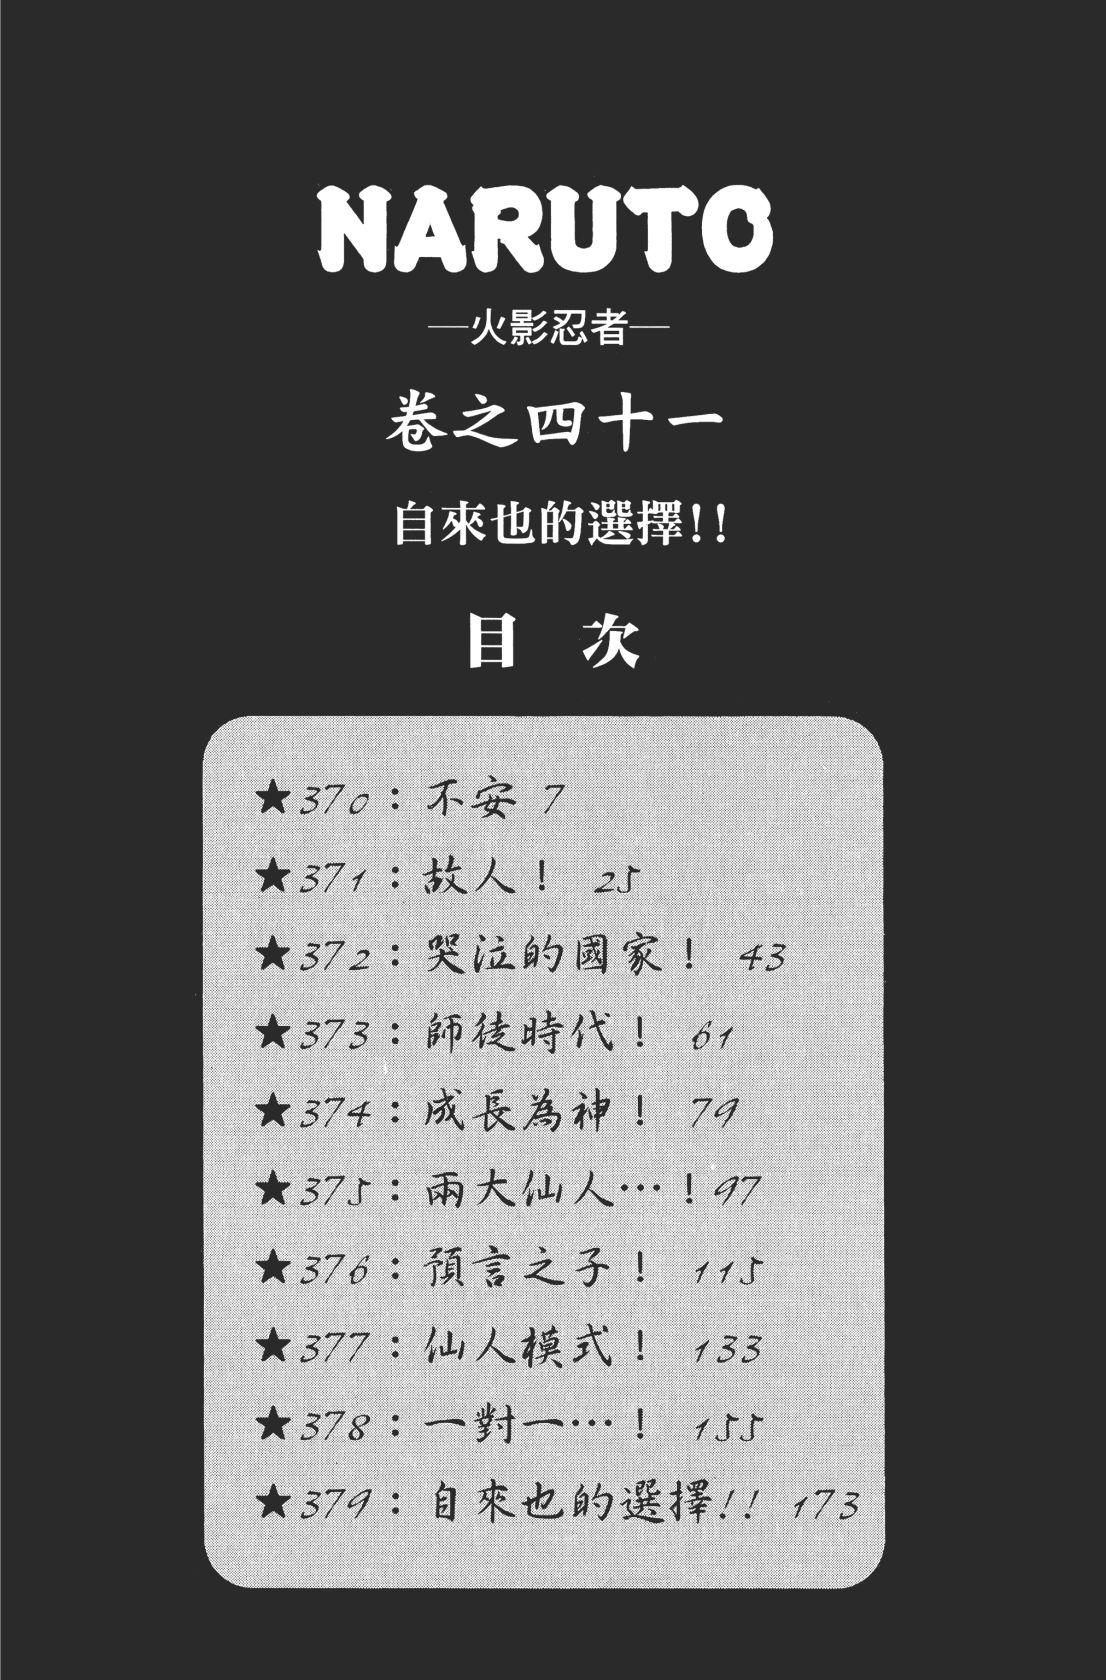 NARUTO
—火影忍者—
卷之四十一
自來也的選擇!!
目 次
★370：不安 7
★371：故人！ 25
★372：哭泣的國家！ 43
★373：師徒時代！ 61
★374：成長為神！ 79
★375：兩大仙人…！97
★376：預言之子！ 115
★377：仙人模式！ 133
★378：一對一…！ 155
★379：自來也的選擇!! 173